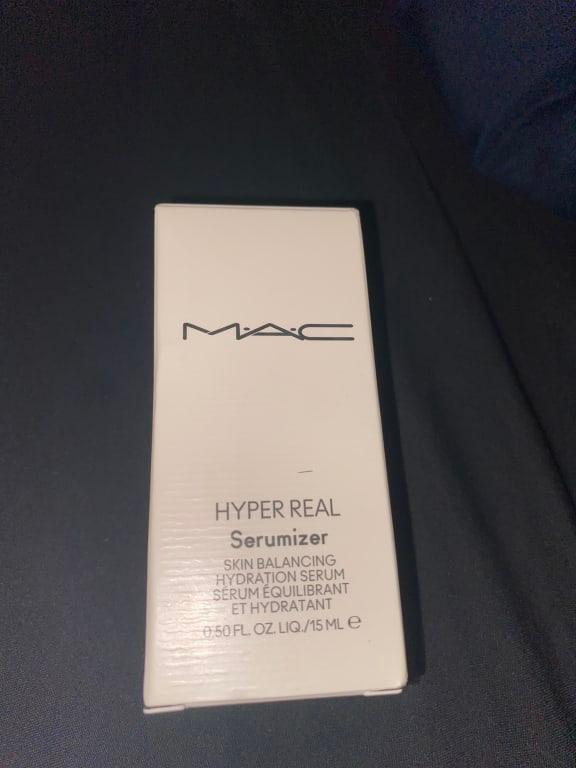 M·A·C
HYPER REAL
Serumizer
SKIN BALANCING
HYDRATION SERUM
SÉRUM ÉQUILIBRANT
ET HYDRATANT
0.50 FL. OZ. LIQ./15 ML ℮